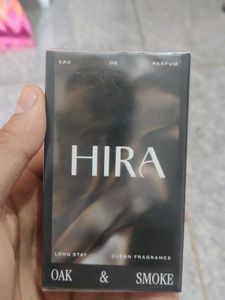 EAU DE PARFUM
HIRA
LONG STAY CLEAN FRAGRANCE
OAK & SMOKE